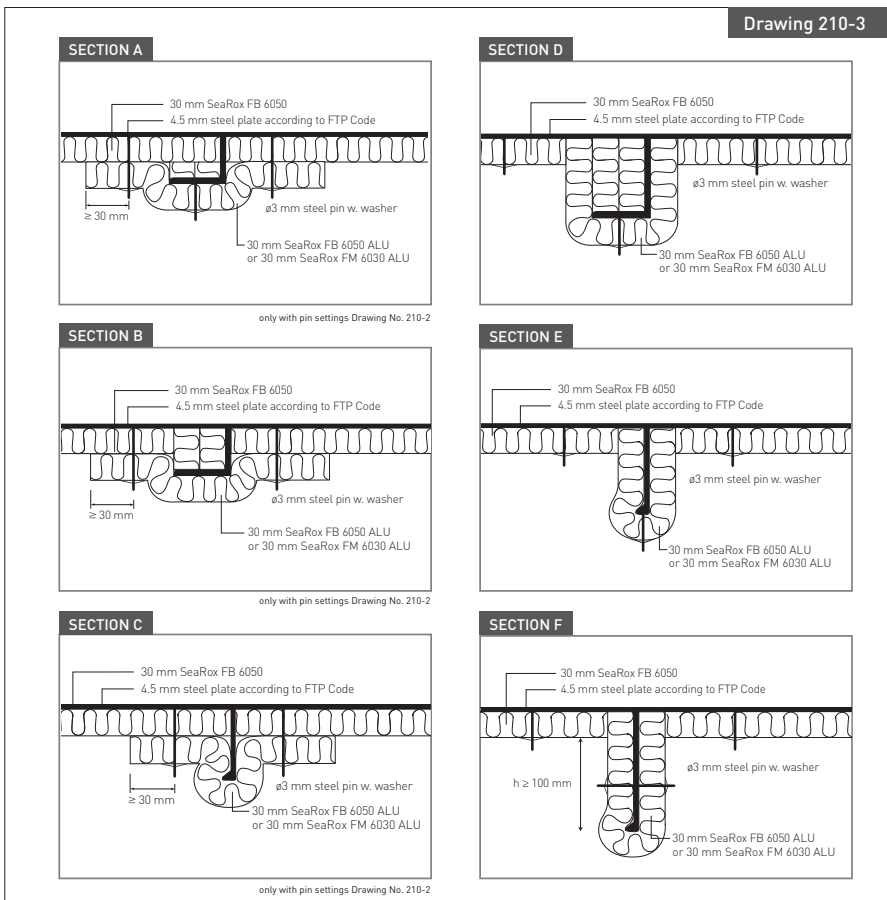 Drawing 210-3
SECTION A
30 mm SeaRox FB 6050
4.5 mm steel plate according to FTP Code
ø3 mm steel pin w. washer
≥ 30 mm
30 mm SeaRox FB 6050 ALU
or 30 mm SeaRox FM 6030 ALU
only with pin settings Drawing No. 210-2
SECTION B
30 mm SeaRox FB 6050
4.5 mm steel plate according to FTP Code
ø3 mm steel pin w. washer
≥ 30 mm
30 mm SeaRox FB 6050 ALU
or 30 mm SeaRox FM 6030 ALU
only with pin settings Drawing No. 210-2
SECTION C
30 mm SeaRox FB 6050
4.5 mm steel plate according to FTP Code
ø3 mm steel pin w. washer
≥ 30 mm
30 mm SeaRox FB 6050 ALU
or 30 mm SeaRox FM 6030 ALU
only with pin settings Drawing No. 210-2
SECTION D
30 mm SeaRox FB 6050
4.5 mm steel plate according to FTP Code
ø3 mm steel pin w. washer
30 mm SeaRox FB 6050 ALU
or 30 mm SeaRox FM 6030 ALU
SECTION E
30 mm SeaRox FB 6050
4.5 mm steel plate according to FTP Code
ø3 mm steel pin w. washer
30 mm SeaRox FB 6050 ALU
or 30 mm SeaRox FM 6030 ALU
SECTION F
30 mm SeaRox FB 6050
4.5 mm steel plate according to FTP Code
ø3 mm steel pin w. washer
h ≥ 100 mm
30 mm SeaRox FB 6050 ALU
or 30 mm SeaRox FM 6030 ALU